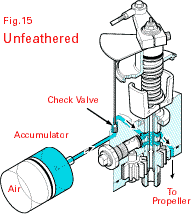 Fig.15
Unfeathered
Check Valve
Accumulator
Air
To
Propeller